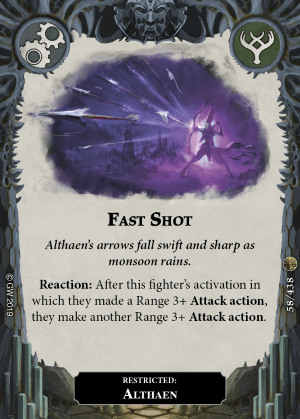 Fast Shot
Althaen's arrows fall swift and sharp as
monsoon rains.
Reaction: After this fighter's activation in
which they made a Range 3+ Attack action,
they make another Range 3+ Attack action.
© GW 2019
58/438
RESTRICTED:
Althaen